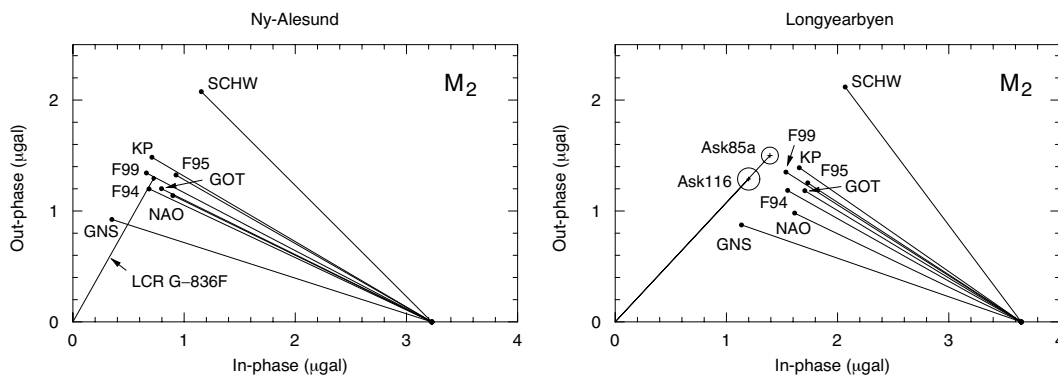 Ny-Alesund
M2
SCHW
KP
F99
F95
F94
GOT
NAO
GNS
LCR G–836F
Out-phase (μgal)
2
1
0
0 1 2 3 4
In-phase (μgal)
Longyearbyen
M2
SCHW
F99
Ask85a
KP
F95
Ask116
GOT
F94
NAO
GNS
Out-phase (μgal)
2
1
0
0 1 2 3 4
In-phase (μgal)